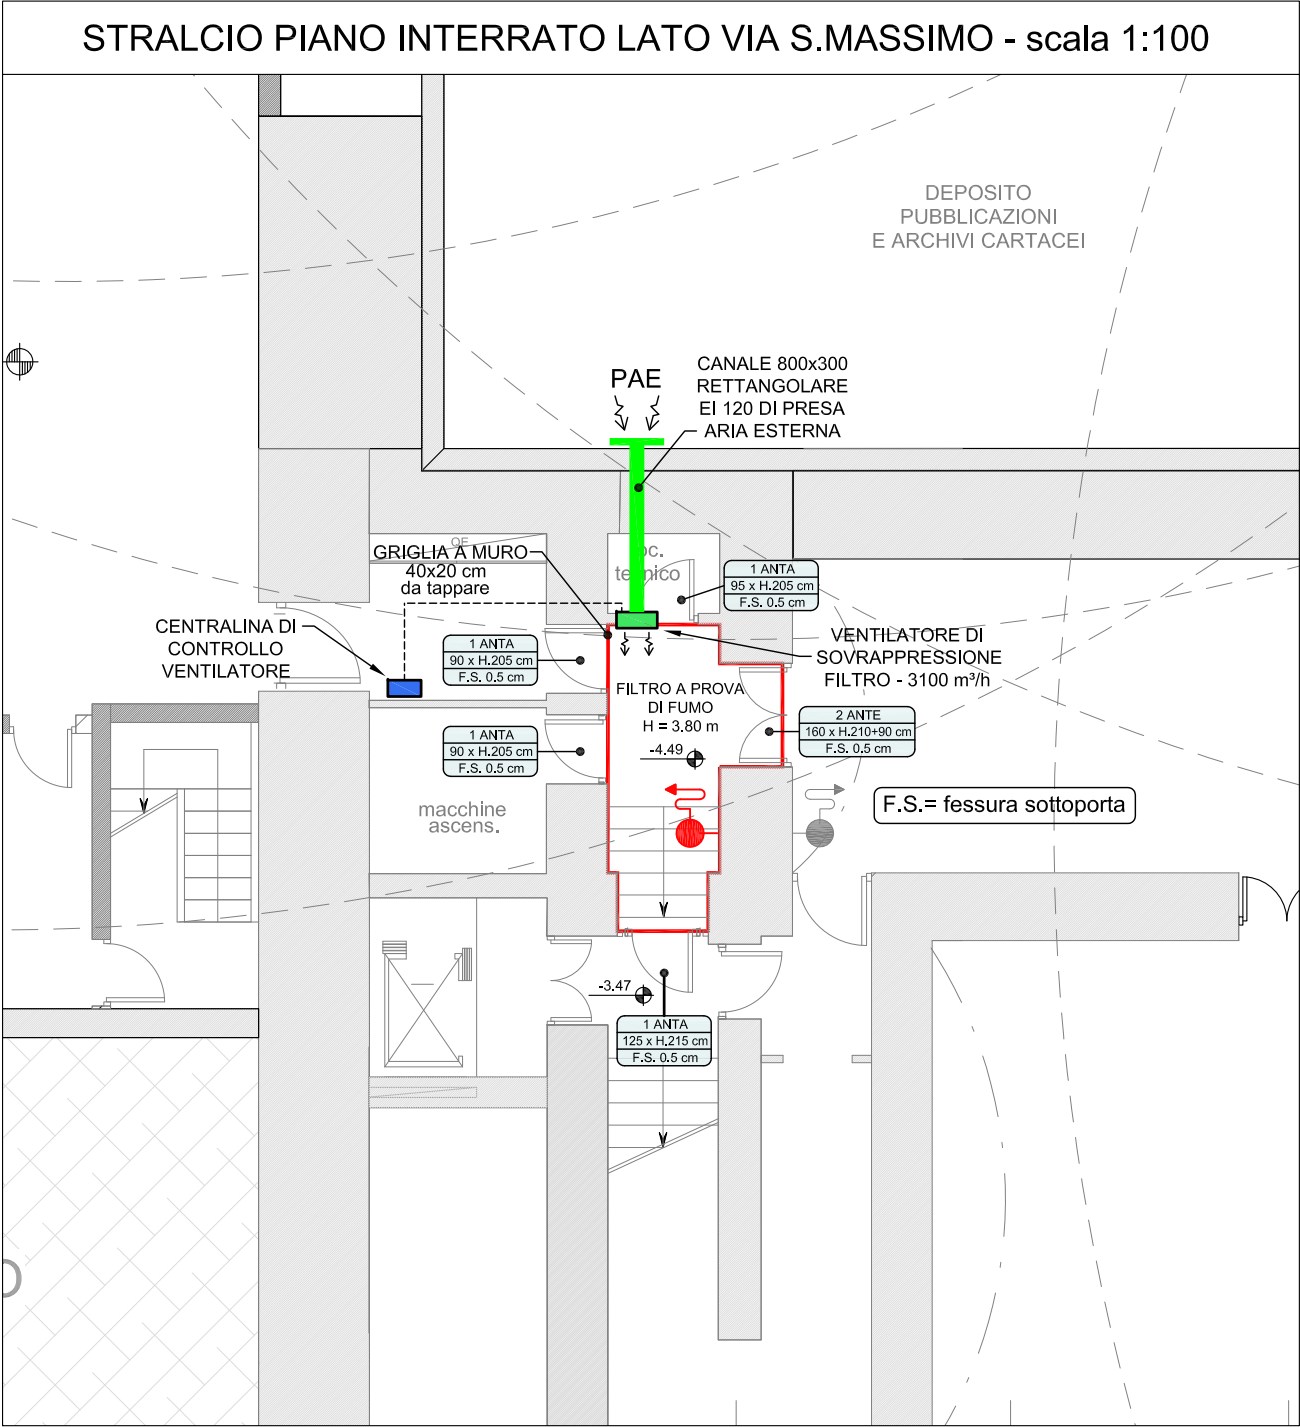 STRALCIO PIANO INTERRATO LATO VIA S.MASSIMO - scala 1:100
DEPOSITO
PUBBLICAZIONI
E ARCHIVI CARTACEI
PAE
CANALE 800x300
RETTANGOLARE
EI 120 DI PRESA
ARIA ESTERNA
GRIGLIA A MURO
40x20 cm
da tappare
CENTRALINA DI
CONTROLLO
VENTILATORE
1 ANTA
95 x H.205 cm
F.S. 0.5 cm
1 ANTA
90 x H.205 cm
F.S. 0.5 cm
VENTILATORE DI
SOVRAPPRESSIONE
FILTRO - 3100 m³/h
FILTRO A PROVA
DI FUMO
H = 3.80 m
-4.49
2 ANTE
160 x H.210+90 cm
F.S. 0.5 cm
1 ANTA
90 x H.205 cm
F.S. 0.5 cm
macchine
ascens.
F.S.= fessura sottoporta
-3.47
1 ANTA
125 x H.215 cm
F.S. 0.5 cm